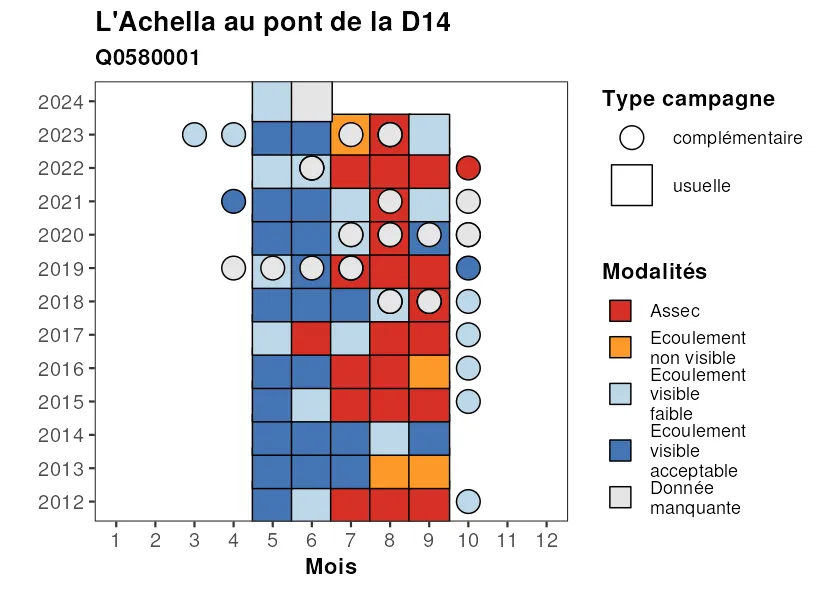 L'Achella au pont de la D14
Q0580001
2024
2023
2022
2021
2020
2019
2018
2017
2016
2015
2014
2013
2012
1 2 3 4 5 6 7 8 9 10 11 12
Mois
Type campagne
complémentaire
usuelle
Modalités
Assec
Ecoulement
non visible
Ecoulement
visible
faible
Ecoulement
visible
acceptable
Donnée
manquante